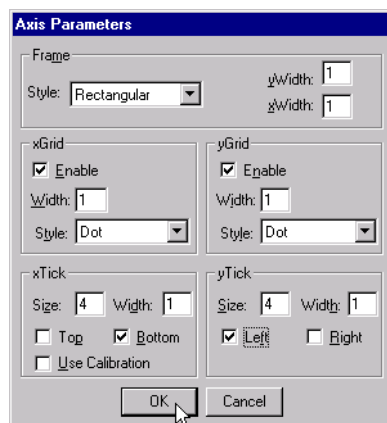 Axis Parameters
Frame
Style: Rectangular
yWidth: 1
xWidth: 1
xGrid
Enable
Width: 1
Style: Dot
yGrid
Enable
Width: 1
Style: Dot
xTick
Size: 4 Width: 1
Top Bottom
Use Calibration
yTick
Size: 4 Width: 1
Left Right
OK Cancel